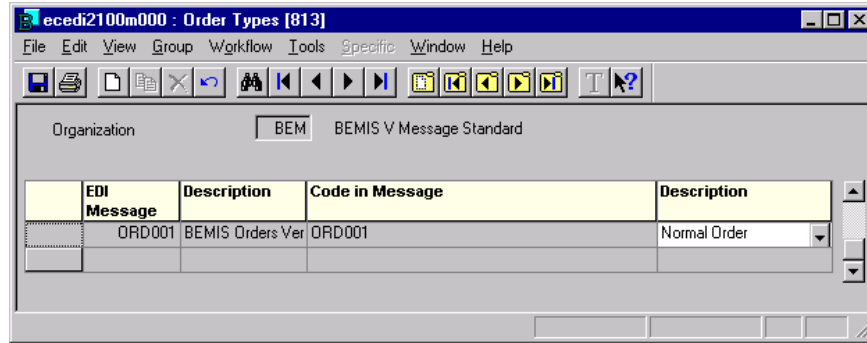 ecedi2100m000 : Order Types [813]
File Edit View Group Workflow Tools Specific Window Help
Organization BEM BEMIS V Message Standard
EDI Message Description Code in Message Description
ORD001 BEMIS Orders Ver ORD001 Normal Order